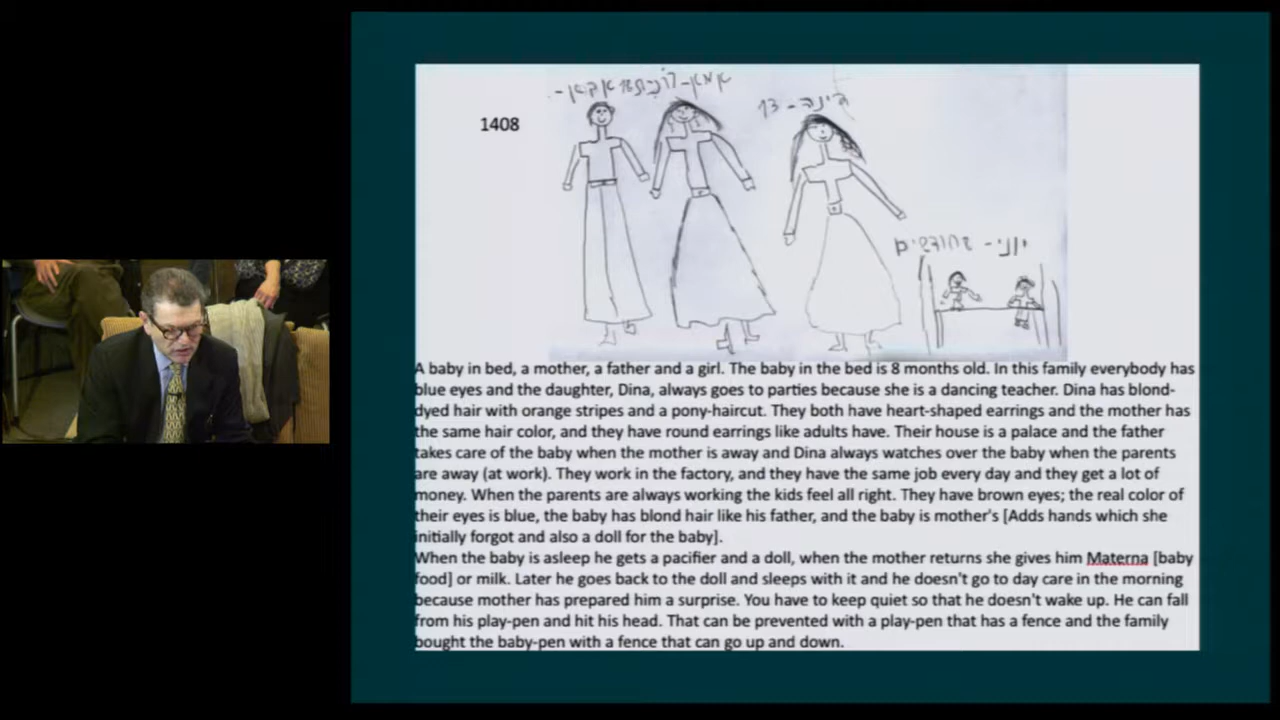 אמא - אבא -
דינה -
1408
יוני - 8 חודשים
A baby in bed, a mother, a father and a girl. The baby in the bed is 8 months old. In this family everybody has
blue eyes and the daughter, Dina, always goes to parties because she is a dancing teacher. Dina has blond-
dyed hair with orange stripes and a pony-haircut. They both have heart-shaped earrings and the mother has
the same hair color, and they have round earrings like adults have. Their house is a palace and the father
takes care of the baby when the mother is away and Dina always watches over the baby when the parents
are away (at work). They work in the factory, and they have the same job every day and they get a lot of
money. When the parents are always working the kids feel all right. They have brown eyes; the real color of
their eyes is blue, the baby has blond hair like his father, and the baby is mother's [Adds hands which she
initially forgot and also a doll for the baby].
When the baby is asleep he gets a pacifier and a doll, when the mother returns she gives him Materna [baby
food] or milk. Later he goes back to the doll and sleeps with it and he doesn't go to day care in the morning
because mother has prepared him a surprise. You have to keep quiet so that he doesn't wake up. He can fall
from his play-pen and hit his head. That can be prevented with a play-pen that has a fence and the family
bought the baby-pen with a fence that can go up and down.